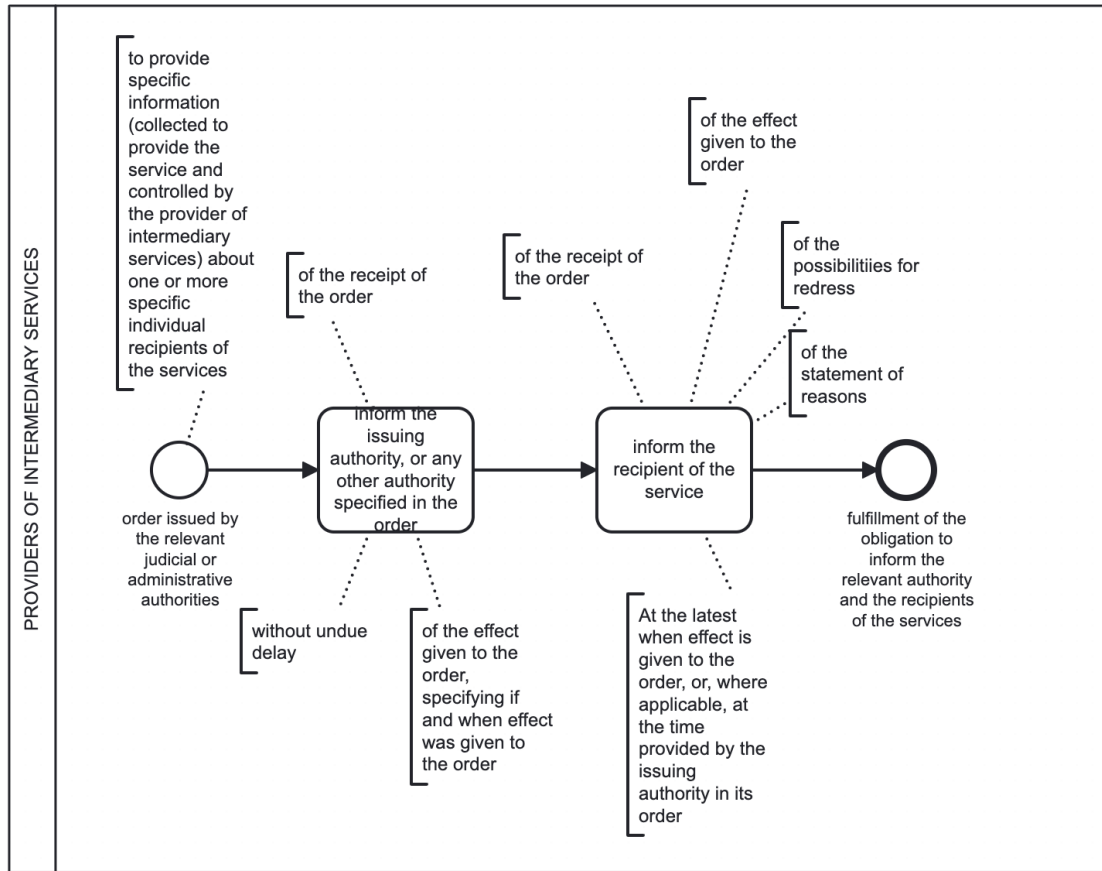 PROVIDERS OF INTERMEDIARY SERVICES
to provide
specific
information
(collected to
provide the
service and
controlled by
the provider of
intermediary
services) about
one or more
specific
individual
recipients of
the services
of the receipt of
the order
of the receipt of
the order
of the effect
given to the
order
of the
possibilitiies for
redress
of the
statement of
reasons
order issued by
the relevant
judicial or
administrative
authorities
inform the
issuing
authority, or any
other authority
specified in the
order
inform the
recipient of the
service
fulfillment of the
obligation to
inform the
relevant authority
and the recipients
of the services
without undue
delay
of the effect
given to the
order,
specifying if
and when effect
was given to
the order
At the latest
when effect is
given to the
order, or, where
applicable, at
the time
provided by the
issuing
authority in its
order